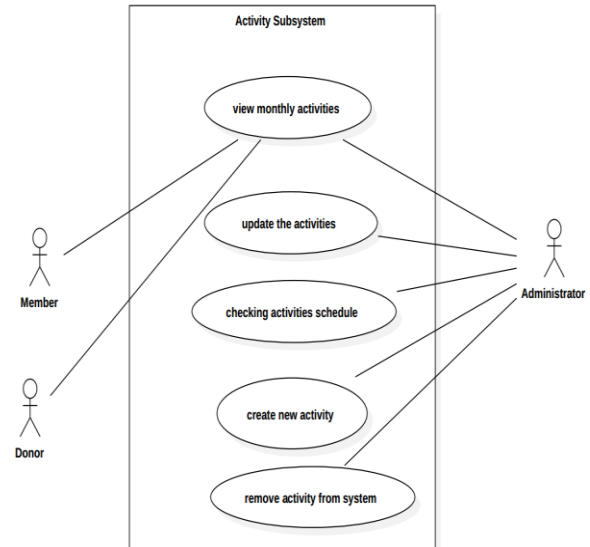 Activity Subsystem
view monthly activities
update the activities
Member
Administrator
checking activities schedule
create new activity
Donor
remove activity from system